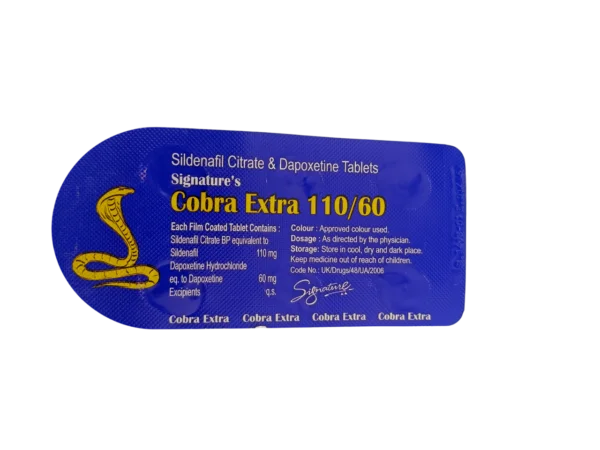 Sildenafil Citrate & Dapoxetine Tablets
Signature's
Cobra Extra 110/60
Each Film Coated Tablet Contains :
Sildenafil Citrate BP equivalent to
Sildenafil 110 mg
Dapoxetine Hydrochloride
eq. to Dapoxetine 60 mg
Excipients q.s.
Colour : Approved colour used.
Dosage : As directed by the physician.
Storage: Store in cool, dry and dark place.
Keep medicine out of reach of children.
Code No.: UK/Drugs/48/UA/2006
Signature
Cobra Extra Cobra Extra Cobra Extra Cobra Extra